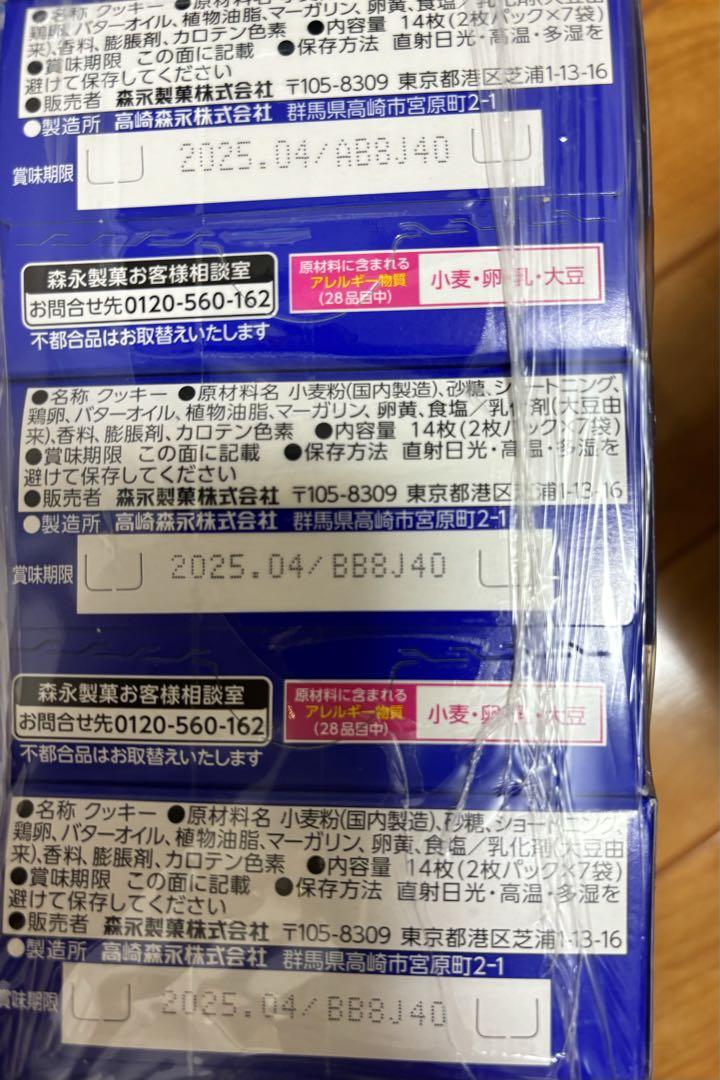 ●名称 クッキー ●原材料名
鶏卵、バターオイル、植物油脂、マーガリン、卵黄、食塩／乳化剤(大豆由
来)、香料、膨脹剤、カロテン色素 ●内容量 14枚(2枚パック×7袋)
●賞味期限 この面に記載 ●保存方法 直射日光・高温・多湿を
避けて保存してください
●販売者 森永製菓株式会社 〒105-8309 東京都港区芝浦1-13-16
●製造所 高崎森永株式会社 群馬県高崎市宮原町2-1
賞味期限 2025.04/AB8J40
森永製菓お客様相談室
お問合せ先0120-560-162
不都合品はお取替えいたします
原材料に含まれる
アレルギー物質
(28品目中)
小麦・卵・乳・大豆
●名称 クッキー ●原材料名 小麦粉(国内製造)、砂糖、ショートニング、
鶏卵、バターオイル、植物油脂、マーガリン、卵黄、食塩／乳化剤(大豆由
来)、香料、膨脹剤、カロテン色素 ●内容量 14枚(2枚パック×7袋)
●賞味期限 この面に記載 ●保存方法 直射日光・高温・多湿を
避けて保存してください
●販売者 森永製菓株式会社 〒105-8309 東京都港区芝浦1-13-16
●製造所 高崎森永株式会社 群馬県高崎市宮原町2-1
賞味期限 2025.04/BB8J40
森永製菓お客様相談室
お問合せ先0120-560-162
不都合品はお取替えいたします
原材料に含まれる
アレルギー物質
(28品目中)
小麦・卵・乳・大豆
●名称 クッキー ●原材料名 小麦粉(国内製造)、砂糖、ショートニング、
鶏卵、バターオイル、植物油脂、マーガリン、卵黄、食塩／乳化剤(大豆由
来)、香料、膨脹剤、カロテン色素 ●内容量 14枚(2枚パック×7袋)
●賞味期限 この面に記載 ●保存方法 直射日光・高温・多湿を
避けて保存してください
●販売者 森永製菓株式会社 〒105-8309 東京都港区芝浦1-13-16
●製造所 高崎森永株式会社 群馬県高崎市宮原町2-1
賞味期限 2025.04/BB8J40